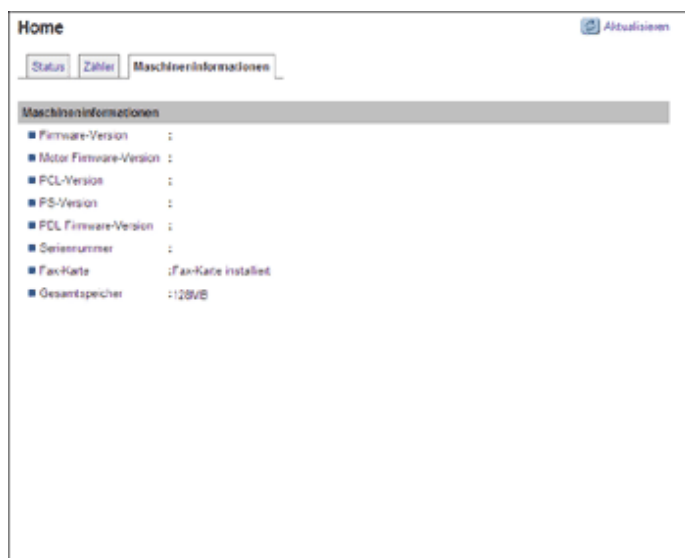 Home
Aktualisieren
Status Zähler Maschineninformationen
Maschineninformationen
Firmware-Version :
Motor Firmware-Version :
PCL-Version :
PS-Version :
PDL Firmware-Version :
Seriennummer :
Fax-Karte :Fax-Karte installiert
Gesamtspeicher :128MB